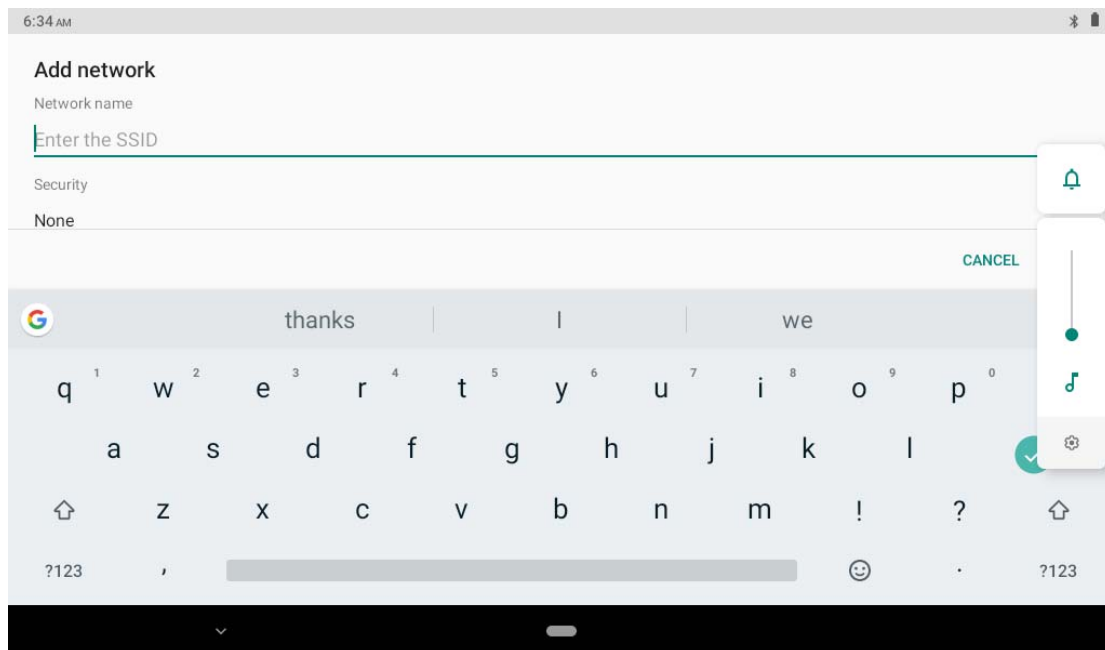 6:34 AM
Add network
Network name
Enter the SSID
Security
None
CANCEL
G
thanks I we
q 1 w 2 e 3 r 4 t 5 y 6 u 7 i 8 o 9 p 0
a s d f g h j k l
z x c v b n m ! ?
?123 , . ?123